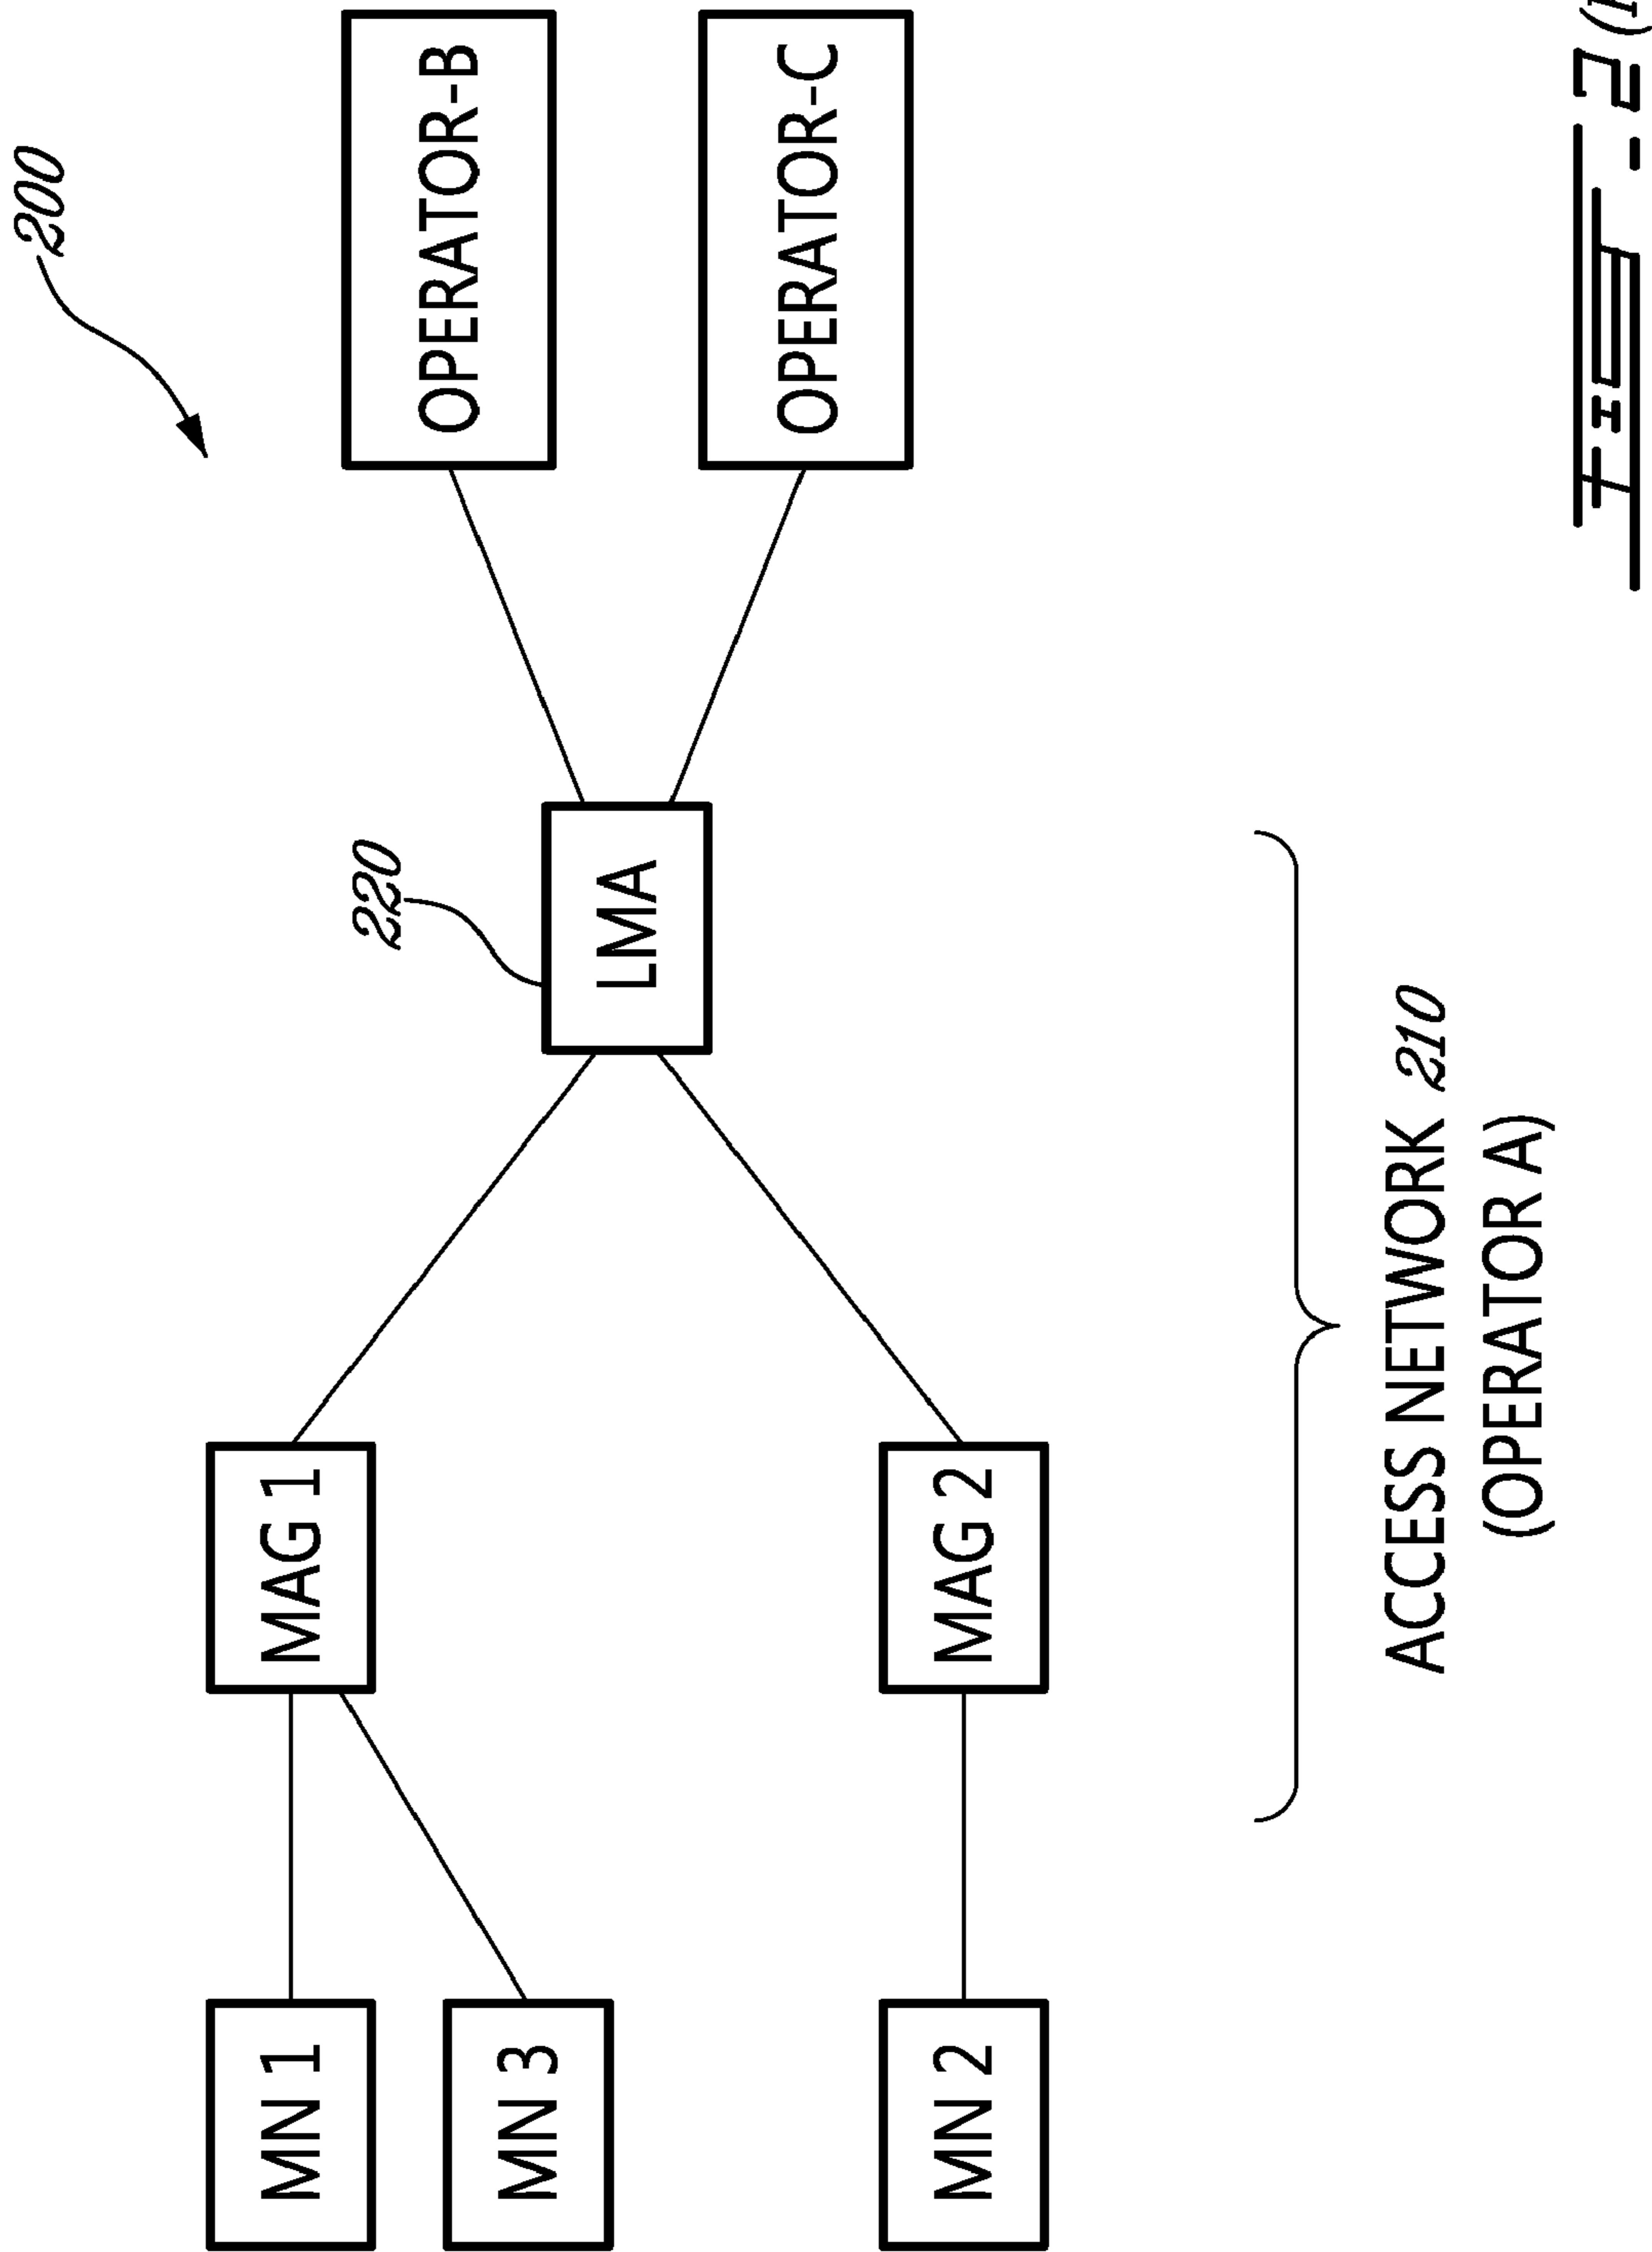 200
MN 1
MAG 1
OPERATOR-B
220
MN 3
LMA
OPERATOR-C
MN 2
MAG 2
ACCESS NETWORK 210
(OPERATOR A)
FIG - 2